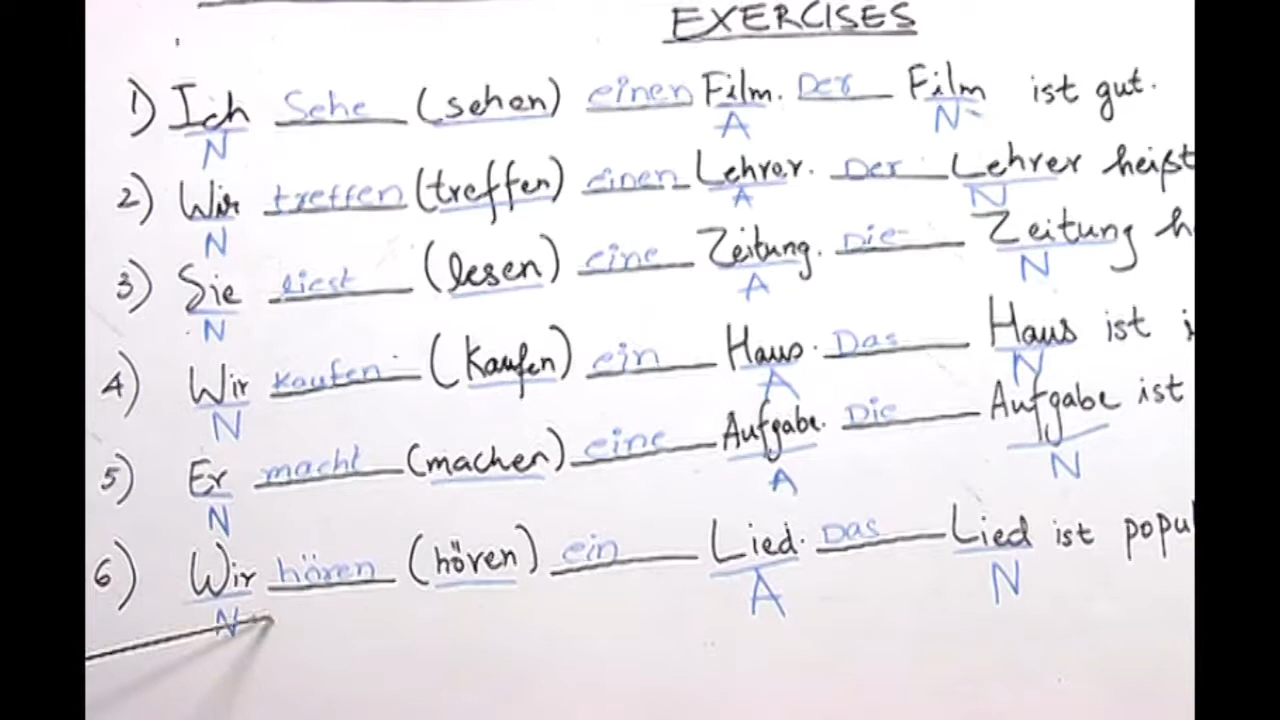 EXERCISES
1) Ich sehe (sehen) einen Film. Der Film ist gut.
N A N
2) Wir treffen (treffen) einen Lehrer. Der Lehrer heißt
N A N
3) Sie liest (lesen) eine Zeitung. Die Zeitung
N A N
4) Wir kaufen (kaufen) ein Haus. Das Haus ist
N A N
5) Er macht (machen) eine Aufgabe. Die Aufgabe ist
N A N
6) Wir hören (hören) ein Lied. Das Lied ist popu
N A N